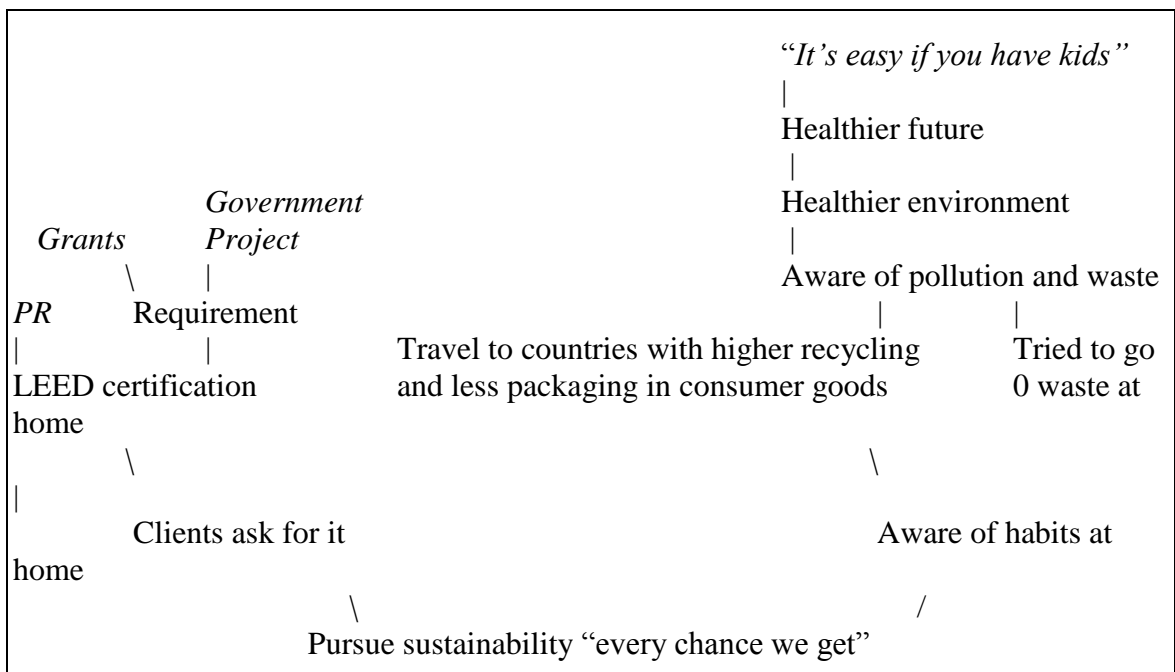 “It’s easy if you have kids”
|
Healthier future
|
Government Healthier environment
Grants Project |
\ | Aware of pollution and waste
PR Requirement | |
| | Travel to countries with higher recycling Tried to go
LEED certification and less packaging in consumer goods 0 waste at
home
\ \
|
Clients ask for it Aware of habits at
home
\ /
Pursue sustainability “every chance we get”